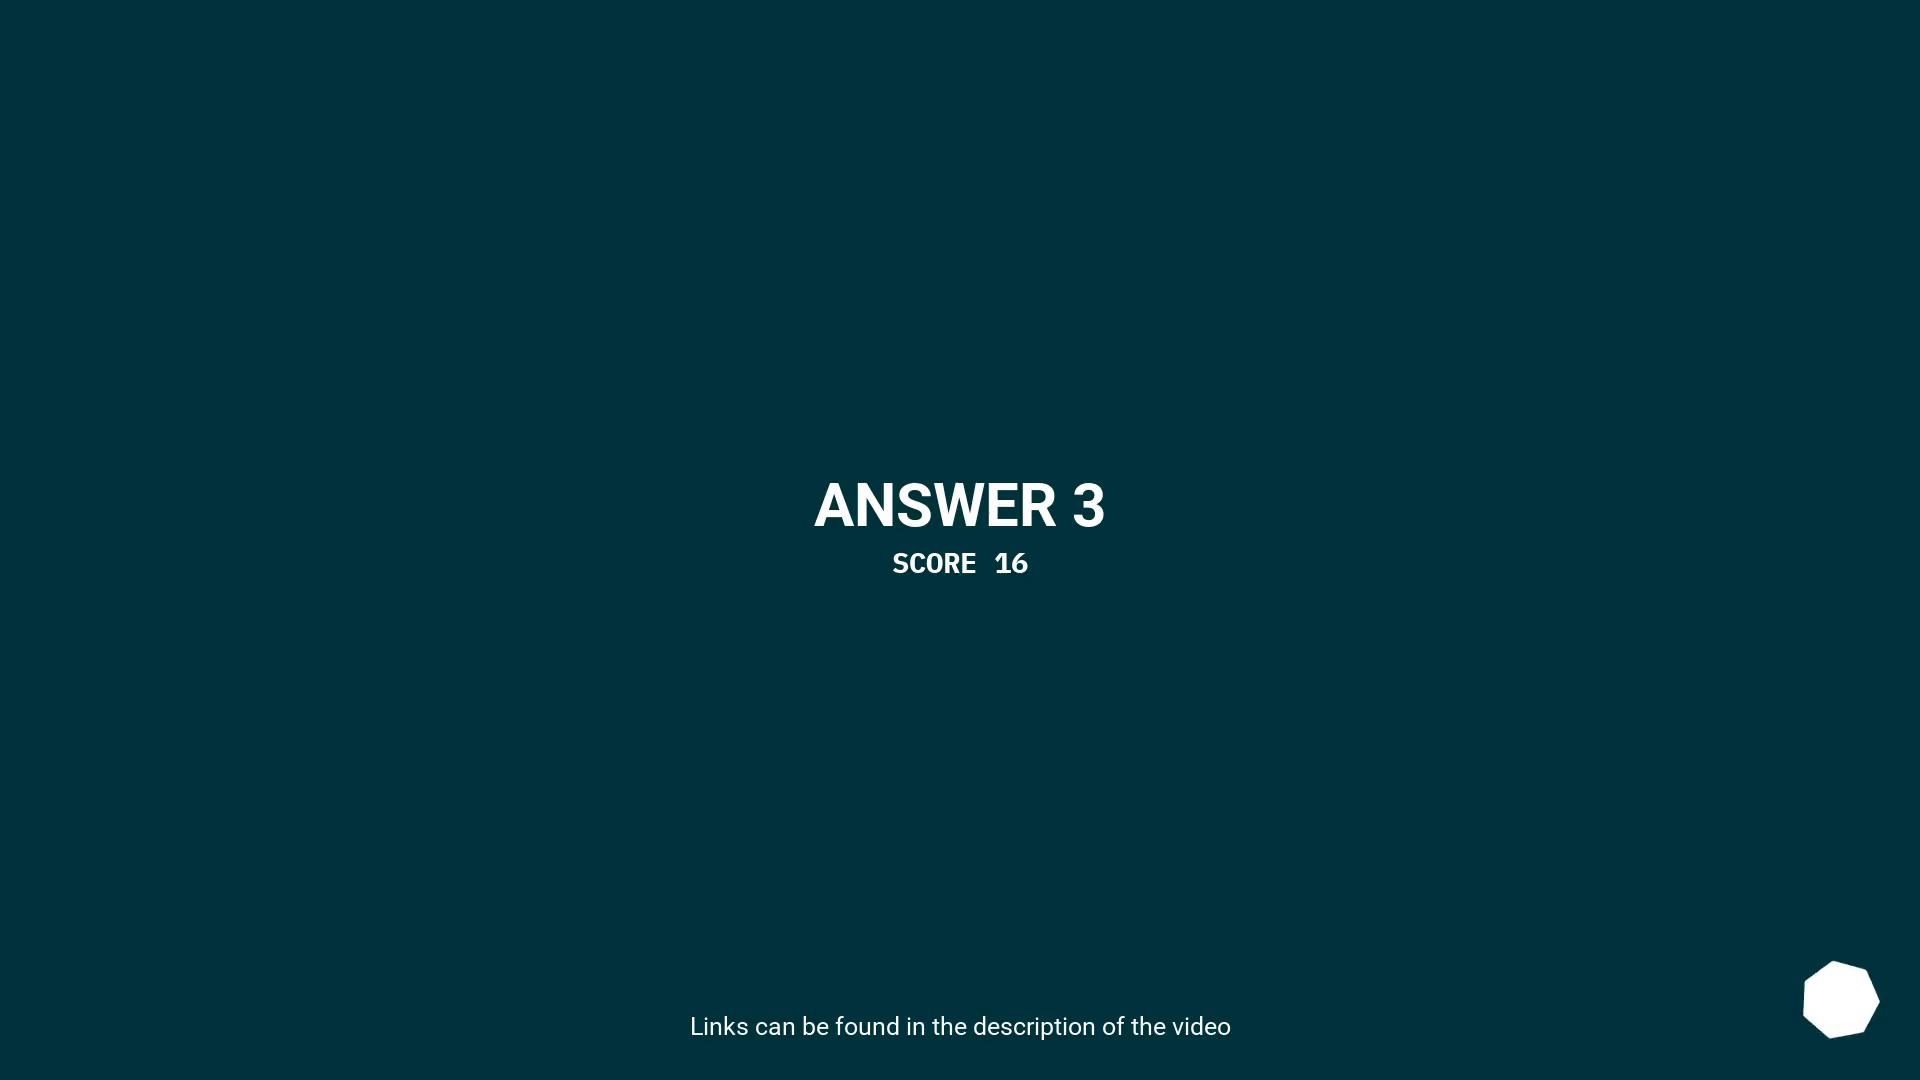 ANSWER 3
SCORE 16
Links can be found in the description of the video